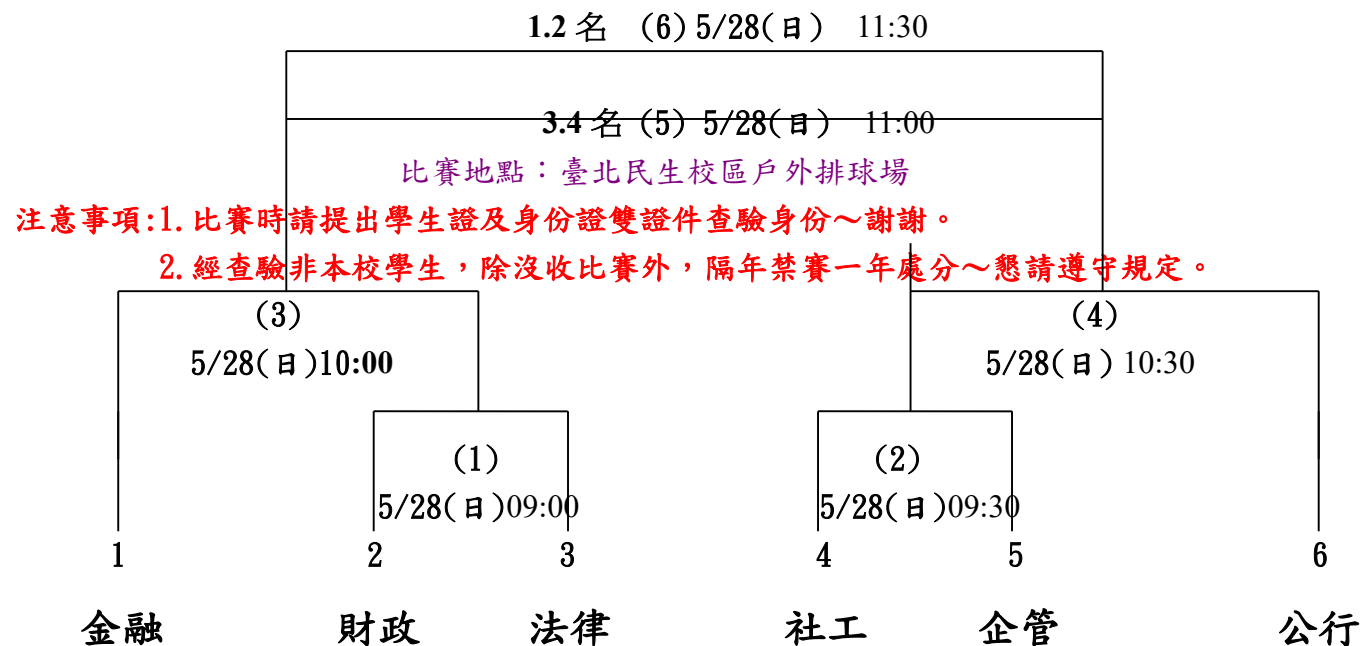 1.2 名 (6) 5/28(日) 11:30
3.4 名 (5) 5/28(日) 11:00
比賽地點：臺北民生校區戶外排球場
注意事項:1.比賽時請提出學生證及身份證雙證件查驗身份～謝謝。
2.經查驗非本校學生，除沒收比賽外，隔年禁賽一年處分～懇請遵守規定。
(3) (4)
5/28(日)10:00 5/28(日) 10:30
(1) (2)
5/28(日)09:00 5/28(日)09:30
1 2 3 4 5 6
金融 財政 法律 社工 企管 公行